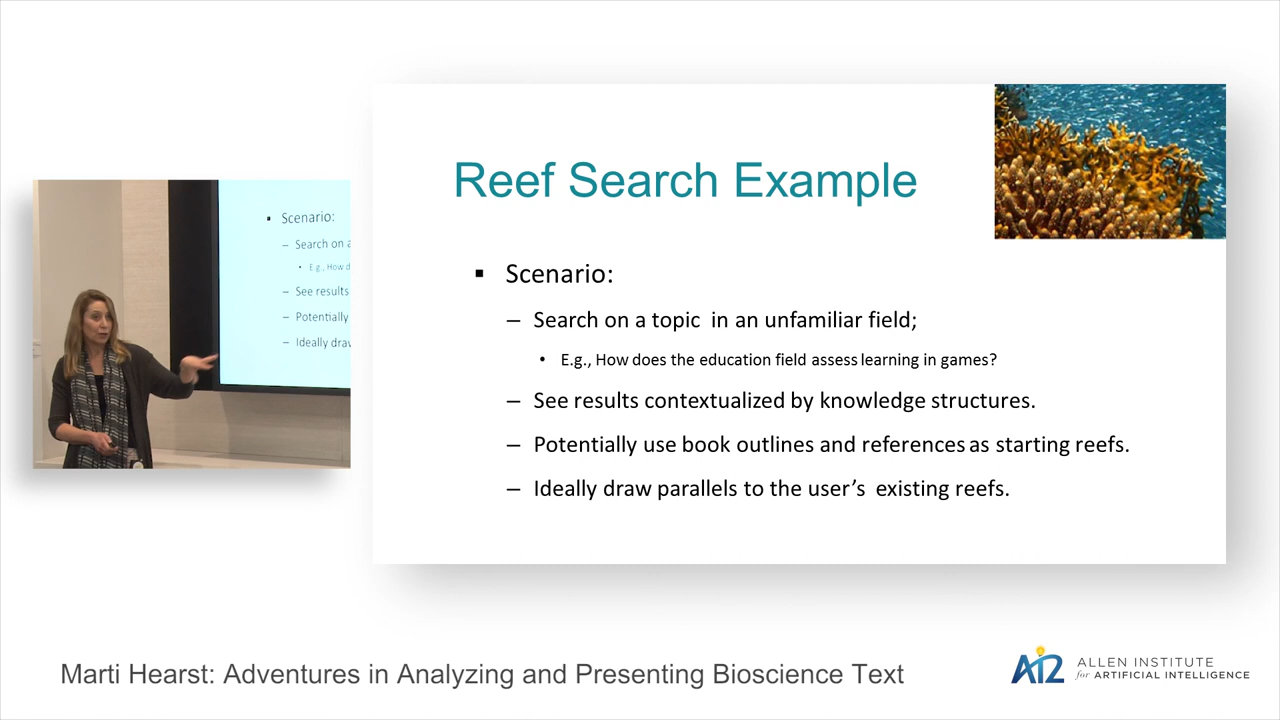 Reef Search Example
▪ Scenario:
– Search on a topic in an unfamiliar field;
• E.g., How does the education field assess learning in games?
– See results contextualized by knowledge structures.
– Potentially use book outlines and references as starting reefs.
– Ideally draw parallels to the user’s existing reefs.
▪ Scenario:
– Search on a
• E.g., How d
– See results
– Potentially
– Ideally drav
Marti Hearst: Adventures in Analyzing and Presenting Bioscience Text
AI2 ALLEN INSTITUTE
for ARTIFICIAL INTELLIGENCE